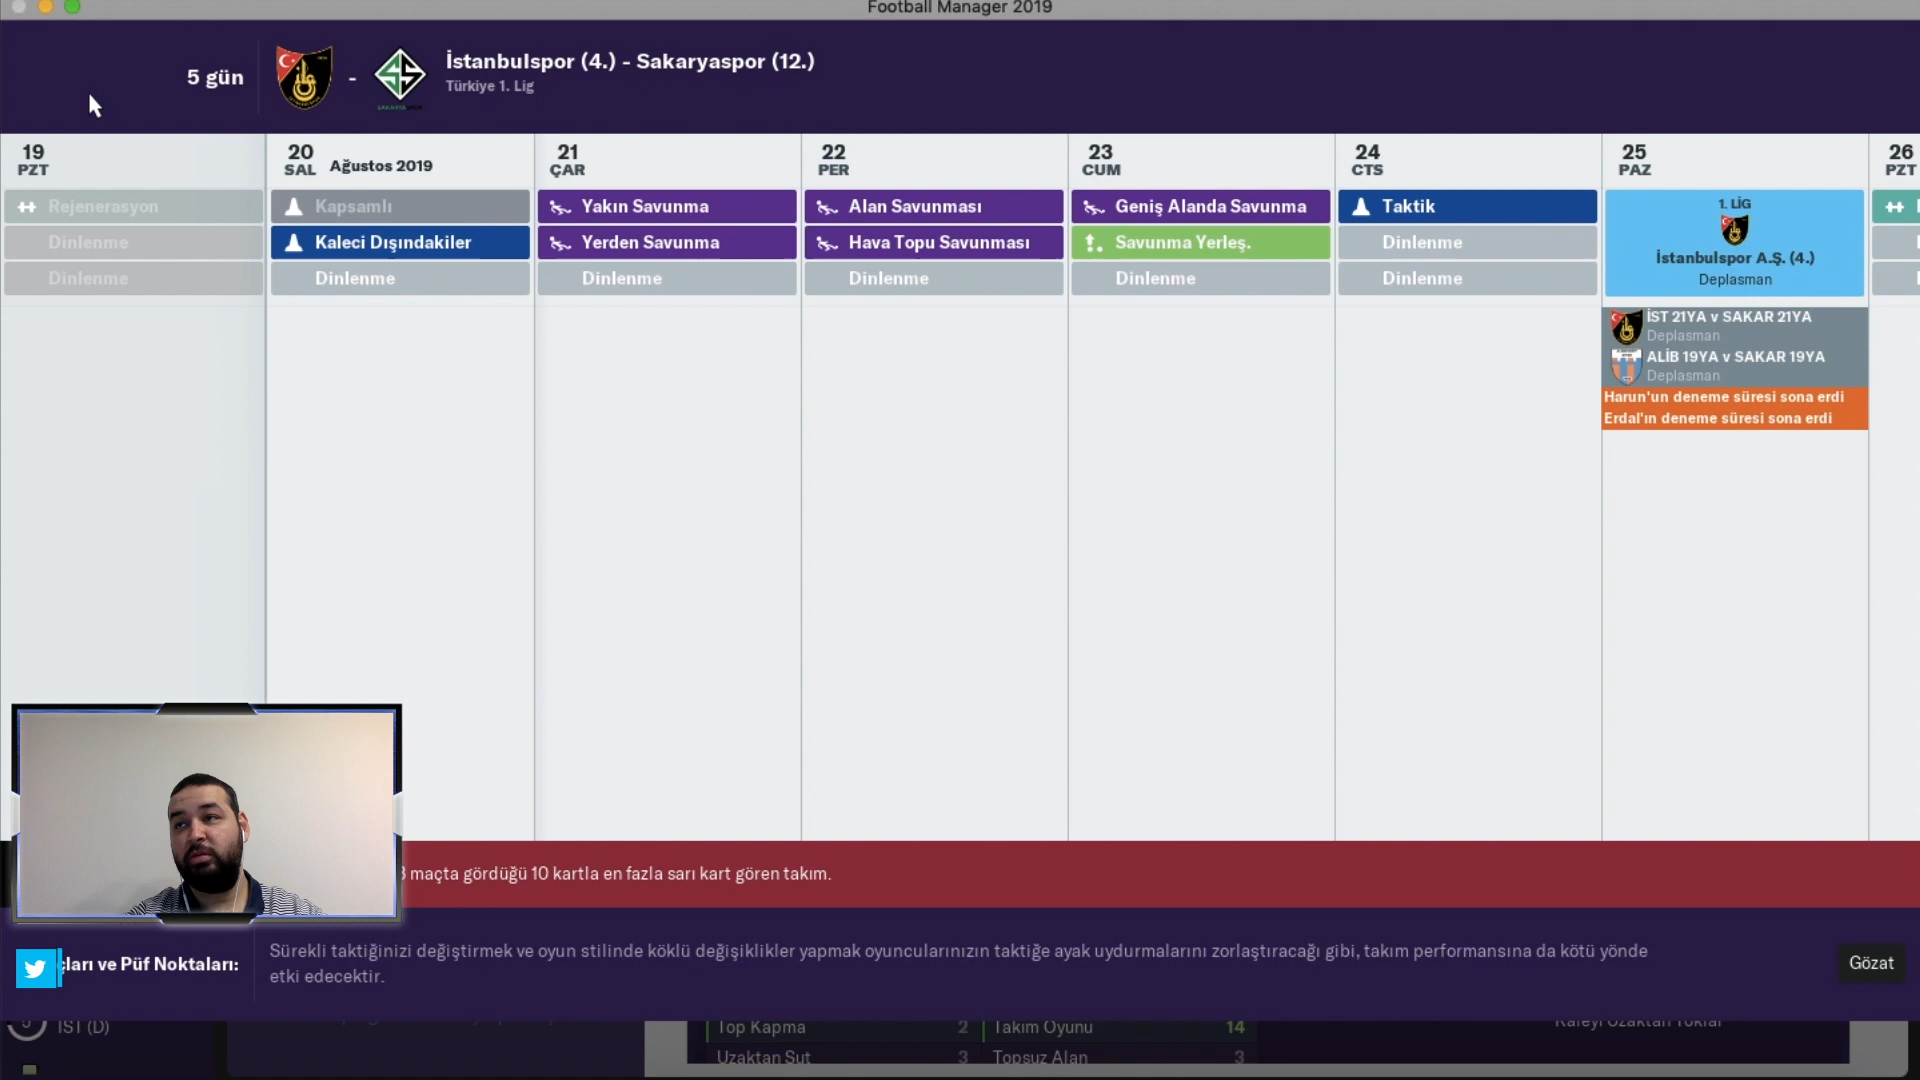 Football Manager 2019
5 gün
-
İstanbulspor (4.) - Sakaryaspor (12.)
Türkiye 1. Lig
19
PZT
20
SAL
Ağustos 2019
21
ÇAR
22
PER
23
CUM
24
CTS
25
PAZ
26
PZT
Rejenerasyon
Kapsamlı
Yakın Savunma
Alan Savunması
Geniş Alanda Savunma
Taktik
1. LİG
Dinlenme
Kaleci Dışındakiler
Yerden Savunma
Hava Topu Savunması
Savunma Yerleş.
Dinlenme
İstanbulspor A.Ş. (4.)
Deplasman
Dinlenme
Dinlenme
Dinlenme
Dinlenme
Dinlenme
Dinlenme
İST 21YA v SAKAR 21YA
Deplasman
ALİB 19YA v SAKAR 19YA
Deplasman
Harun'un deneme süresi sona erdi
Erdal'ın deneme süresi sona erdi
maçta gördüğü 10 kartla en fazla sarı kart gören takım.
çları ve Püf Noktaları:
Sürekli taktiğinizi değiştirmek ve oyun stilinde köklü değişiklikler yapmak oyuncularınızın taktiğe ayak uydurmalarını zorlaştıracağı gibi, takım performansına da kötü yönde
etki edecektir.
Gözat
İST (D)
Top Kapma 2
Takım Oyunu 14
Uzaktan Şut 3
Topsuz Alan 3